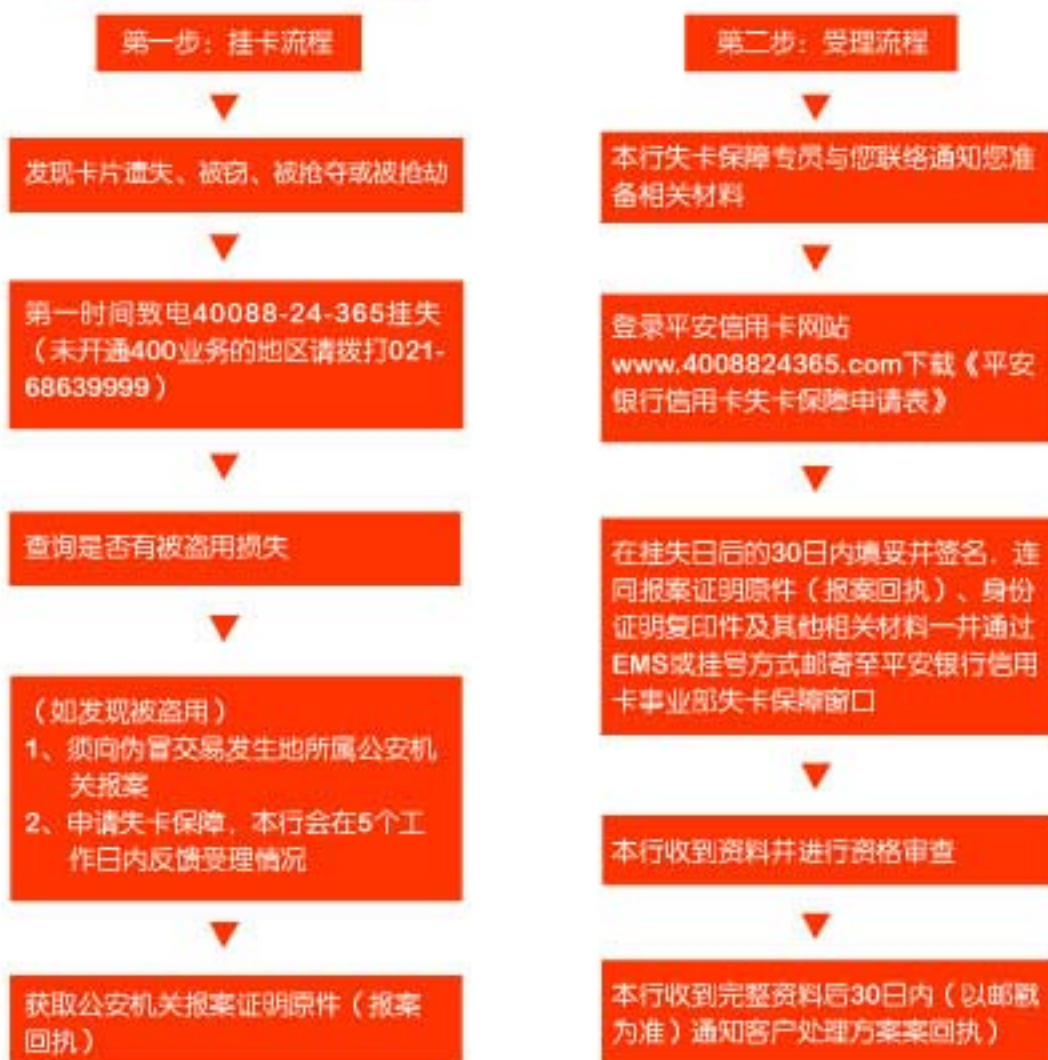 第一步：挂卡流程
发现卡片遗失、被窃、被抢夺或被抢劫
第一时间致电40088-24-365挂失
（未开通400业务的地区请拨打021-
68639999）
查询是否有被盗用损失
（如发现被盗用）
1、须向伪冒交易发生地所属公安机
关报案
2、申请失卡保障，本行会在5个工
作日内反馈受理情况
获取公安机关报案证明原件（报案
回执）
第二步：受理流程
本行失卡保障专员与您联络通知您准
备相关材料
登录平安信用卡网站
www.4008824365.com下载《平安
银行信用卡失卡保障申请表》
在挂失日后的30日内填妥并签名，连
同报案证明原件（报案回执）、身份
证明复印件及其他相关材料一并通过
EMS或挂号方式邮寄至平安银行信用
卡事业部失卡保障窗口
本行收到资料并进行资格审查
本行收到完整资料后30日内（以邮戳
为准）通知客户处理方案案回执）